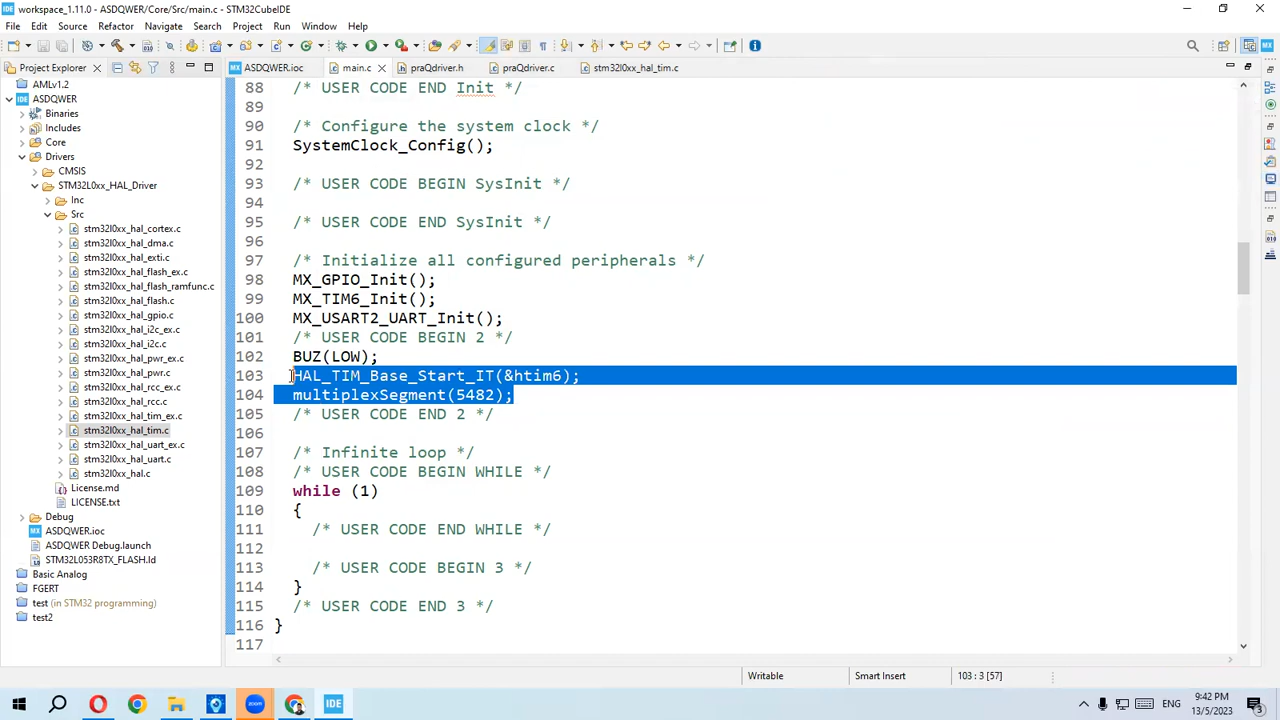 workspace_1.11.0 - ASDQWER/Core/Src/main.c - STM32CubeIDE
File Edit Source Refactor Navigate Search Project Run Window Help
Project Explorer
ASDQWER.ioc
main.c
praQdriver.h
praQdriver.c
stm32l0xx_hal_tim.c
AMLv1.2
ASDQWER
Binaries
Includes
Core
Drivers
CMSIS
STM32L0xx_HAL_Driver
Inc
Src
stm32l0xx_hal_cortex.c
stm32l0xx_hal_dma.c
stm32l0xx_hal_exti.c
stm32l0xx_hal_flash_ex.c
stm32l0xx_hal_flash_ramfunc.c
stm32l0xx_hal_flash.c
stm32l0xx_hal_gpio.c
stm32l0xx_hal_i2c_ex.c
stm32l0xx_hal_i2c.c
stm32l0xx_hal_pwr_ex.c
stm32l0xx_hal_pwr.c
stm32l0xx_hal_rcc_ex.c
stm32l0xx_hal_rcc.c
stm32l0xx_hal_tim_ex.c
stm32l0xx_hal_tim.c
stm32l0xx_hal_uart_ex.c
stm32l0xx_hal_uart.c
stm32l0xx_hal.c
License.md
LICENSE.txt
Debug
ASDQWER.ioc
ASDQWER Debug.launch
STM32L053R8TX_FLASH.ld
Basic Analog
FGERT
test (in STM32 programming)
test2
88 /* USER CODE END Init */
89
90 /* Configure the system clock */
91 SystemClock_Config();
92
93 /* USER CODE BEGIN SysInit */
94
95 /* USER CODE END SysInit */
96
97 /* Initialize all configured peripherals */
98 MX_GPIO_Init();
99 MX_TIM6_Init();
100 MX_USART2_UART_Init();
101 /* USER CODE BEGIN 2 */
102 BUZ(LOW);
103 HAL_TIM_Base_Start_IT(&htim6);
104 multiplexSegment(5482);
105 /* USER CODE END 2 */
106
107 /* Infinite loop */
108 /* USER CODE BEGIN WHILE */
109 while (1)
110 {
111 /* USER CODE END WHILE */
112
113 /* USER CODE BEGIN 3 */
114 }
115 /* USER CODE END 3 */
116 }
117
Writable
Smart Insert
103 : 3 [57]
zoom
IDE
ENG
9:42 PM
13/5/2023
3